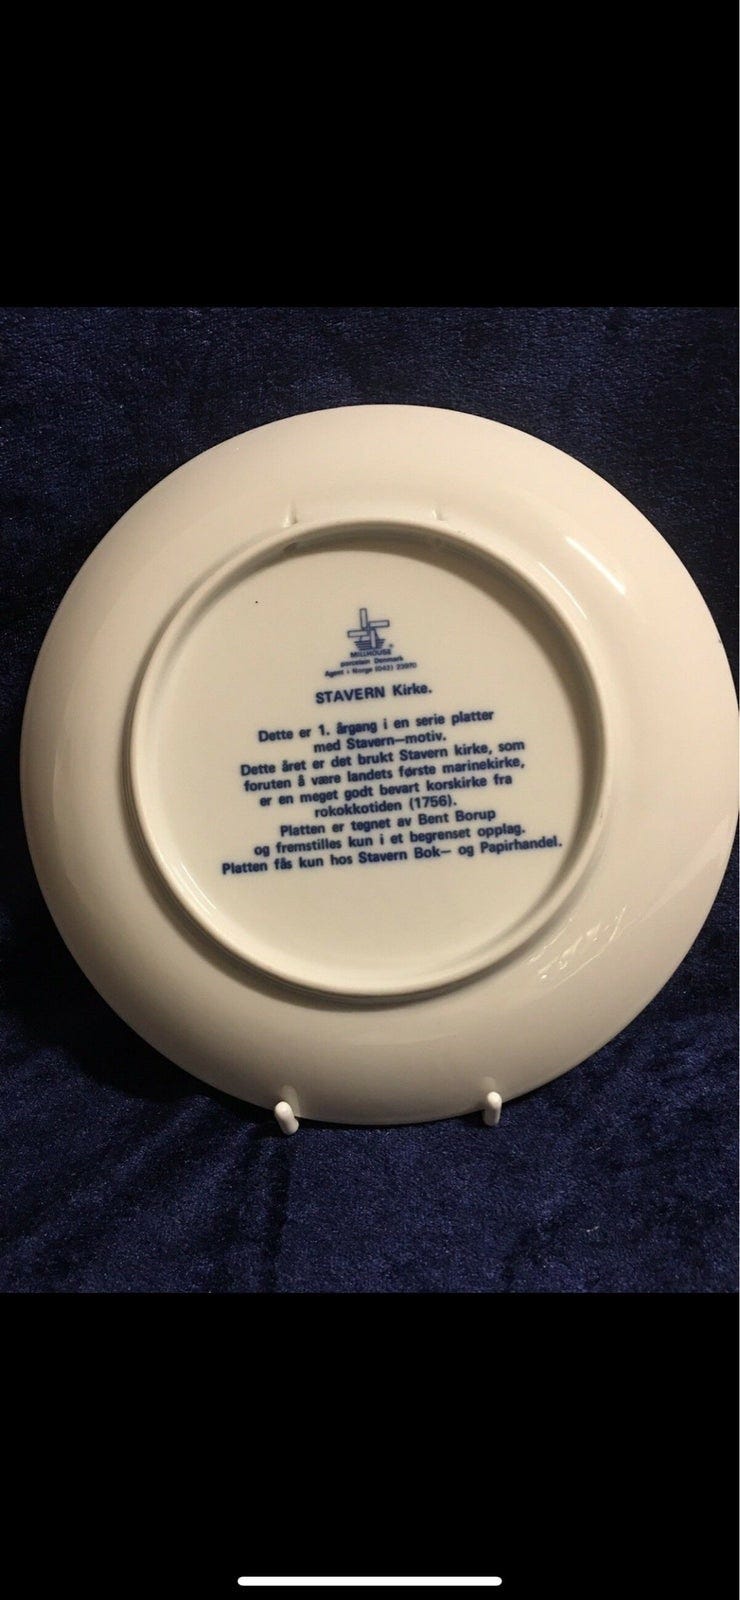 MILLHOUSE
porcelain Denmark
Agent i Norge (042) 23970
STAVERN Kirke.
Dette er 1. årgang i en serie platter
med Stavern—motiv.
Dette året er det brukt Stavern kirke, som
foruten å være landets første marinekirke,
er en meget godt bevart korskirke fra
rokokkotiden (1756).
Platten er tegnet av Bent Borup
og fremstilles kun i et begrenset opplag.
Platten fås kun hos Stavern Bok— og Papirhandel.